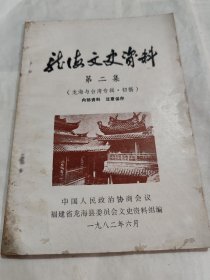 龙海文史资料
第二集
(龙海与台湾专辑·初稿)
内部资料 注意保存
中国人民政治协商会议
福建省龙海县委员会文史资料组编
一九八二年六月